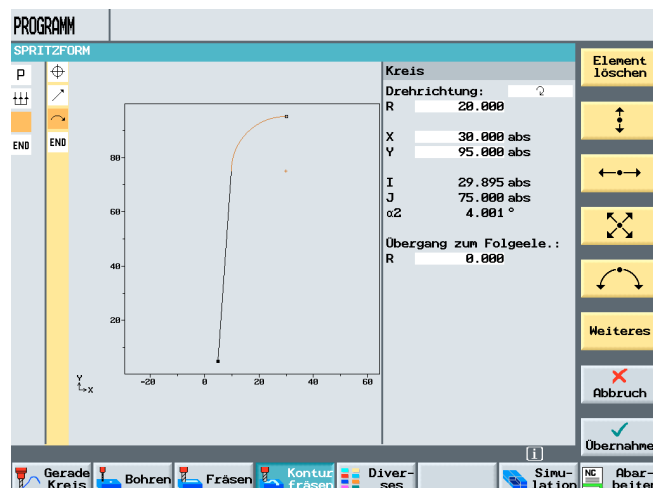 PROGRAMM
SPRITZFORM
P
END
END
80
60
40
20
-20 0 20 40 60
Y
X
Kreis
Drehrichtung:
R 20.000
X 30.000 abs
Y 95.000 abs
I 29.895 abs
J 75.000 abs
α2 4.001 °
Übergang zum Folgeele.:
R 0.000
Element
löschen
Weiteres
Abbruch
Übernahme
i
Gerade
Kreis
Bohren
Fräsen
Kontur
fräsen
Diver-
ses
Simu-
lation
NC
Abar-
beiten